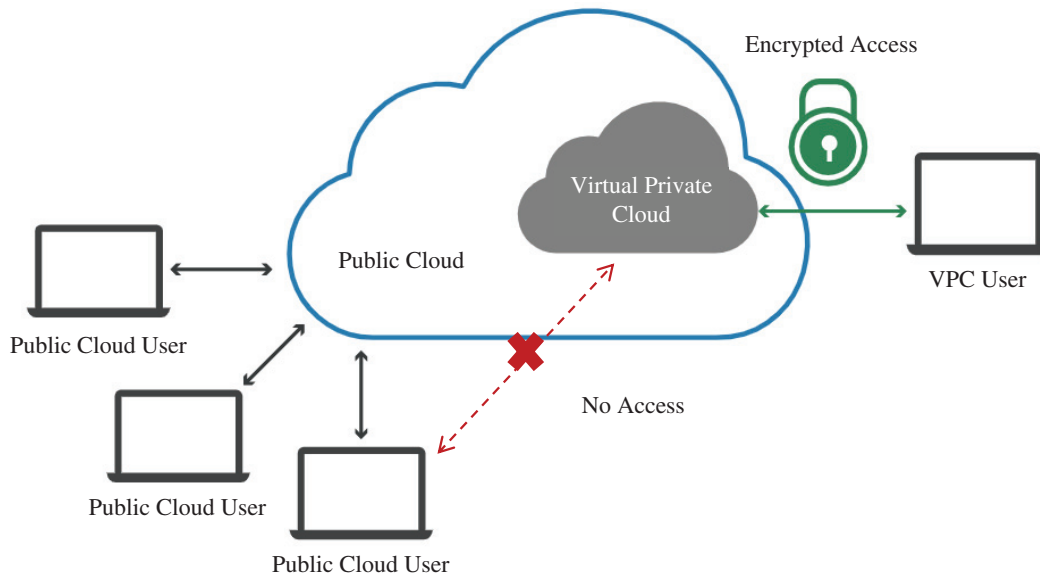 Encrypted Access
Virtual Private
Cloud
Public Cloud
VPC User
Public Cloud User
No Access
Public Cloud User
Public Cloud User